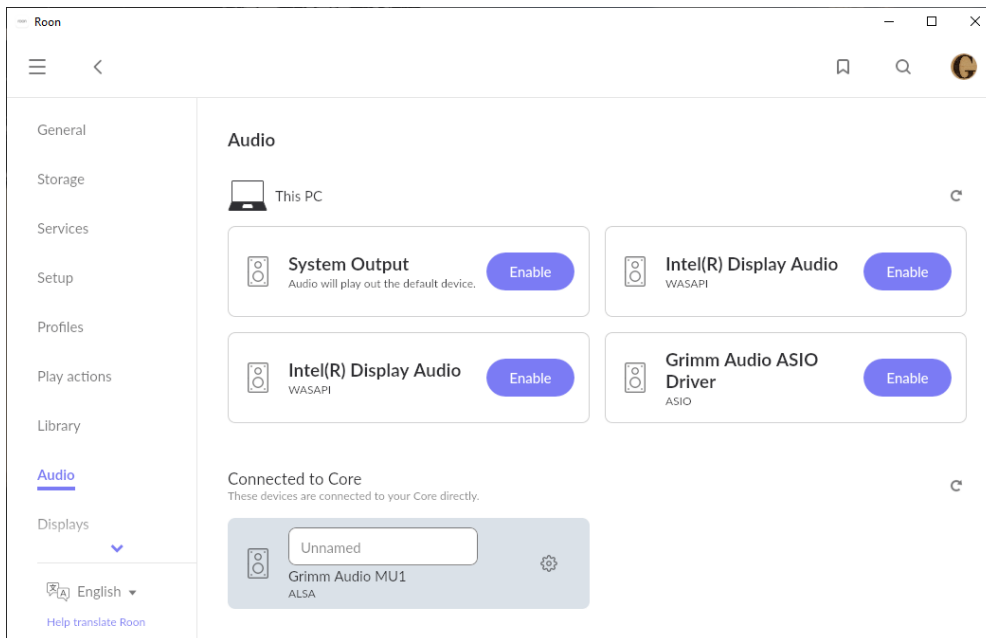 Roon
General
Storage
Services
Setup
Profiles
Play actions
Library
Audio
Displays
English
Help translate Roon
Audio
This PC
System Output
Audio will play out the default device.
Enable
Intel(R) Display Audio
WASAPI
Enable
Intel(R) Display Audio
WASAPI
Enable
Grimm Audio ASIO
Driver
ASIO
Enable
Connected to Core
These devices are connected to your Core directly.
Unnamed
Grimm Audio MU1
ALSA